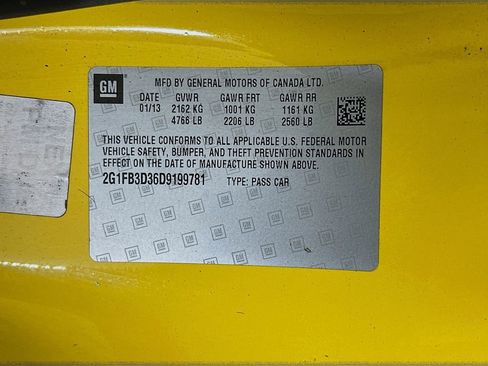 GM
MFD BY GENERAL MOTORS OF CANADA LTD.
DATE GVWR GAWR FRT GAWR RR
01/13 2162 KG 1001 KG 1161 KG
4766 LB 2206 LB 2560 LB
THIS VEHICLE CONFORMS TO ALL APPLICABLE U.S. FEDERAL MOTOR
VEHICLE SAFETY, BUMPER, AND THEFT PREVENTION STANDARDS IN
EFFECT ON THE DATE OF MANUFACTURE SHOWN ABOVE.
2G1FB3D36D9199781 TYPE: PASS CAR